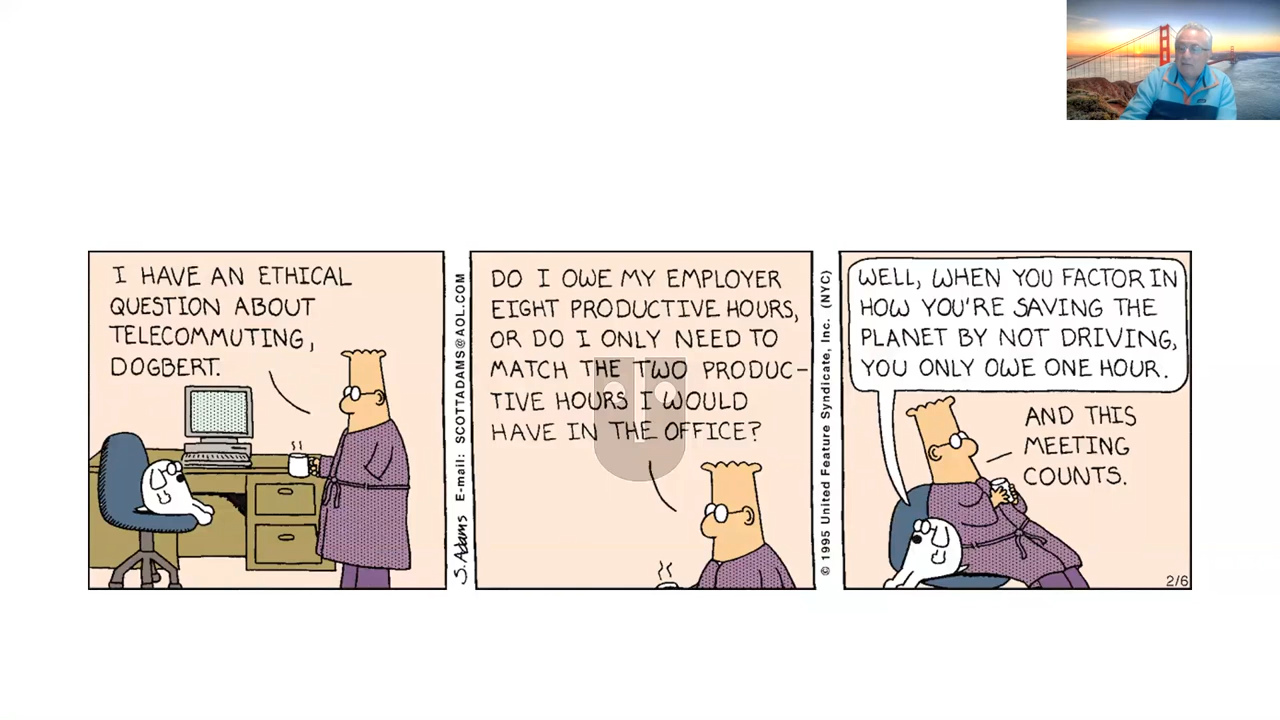 I HAVE AN ETHICAL
QUESTION ABOUT
TELECOMMUTING,
DOGBERT.
S. Adams E-mail: SCOTTADAMS@AOL.COM
DO I OWE MY EMPLOYER
EIGHT PRODUCTIVE HOURS,
OR DO I ONLY NEED TO
MATCH THE TWO PRODUC-
TIVE HOURS I WOULD
HAVE IN THE OFFICE?
© 1995 United Feature Syndicate, Inc. (NYC)
WELL, WHEN YOU FACTOR IN
HOW YOU'RE SAVING THE
PLANET BY NOT DRIVING,
YOU ONLY OWE ONE HOUR.
AND THIS
MEETING
COUNTS.
2/6